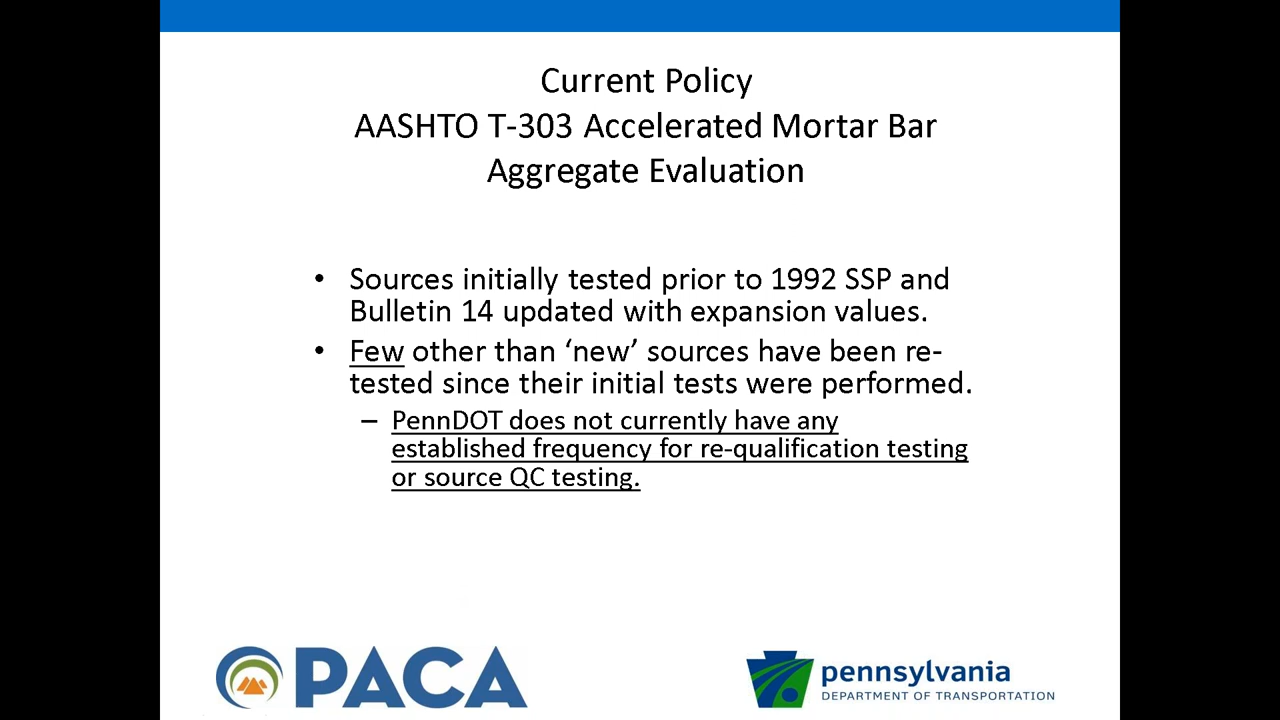 Current Policy
AASHTO T-303 Accelerated Mortar Bar
Aggregate Evaluation
• Sources initially tested prior to 1992 SSP and
Bulletin 14 updated with expansion values.
• Few other than ‘new’ sources have been re-
tested since their initial tests were performed.
– PennDOT does not currently have any
established frequency for re-qualification testing
or source QC testing.
PACA
pennsylvania
DEPARTMENT OF TRANSPORTATION